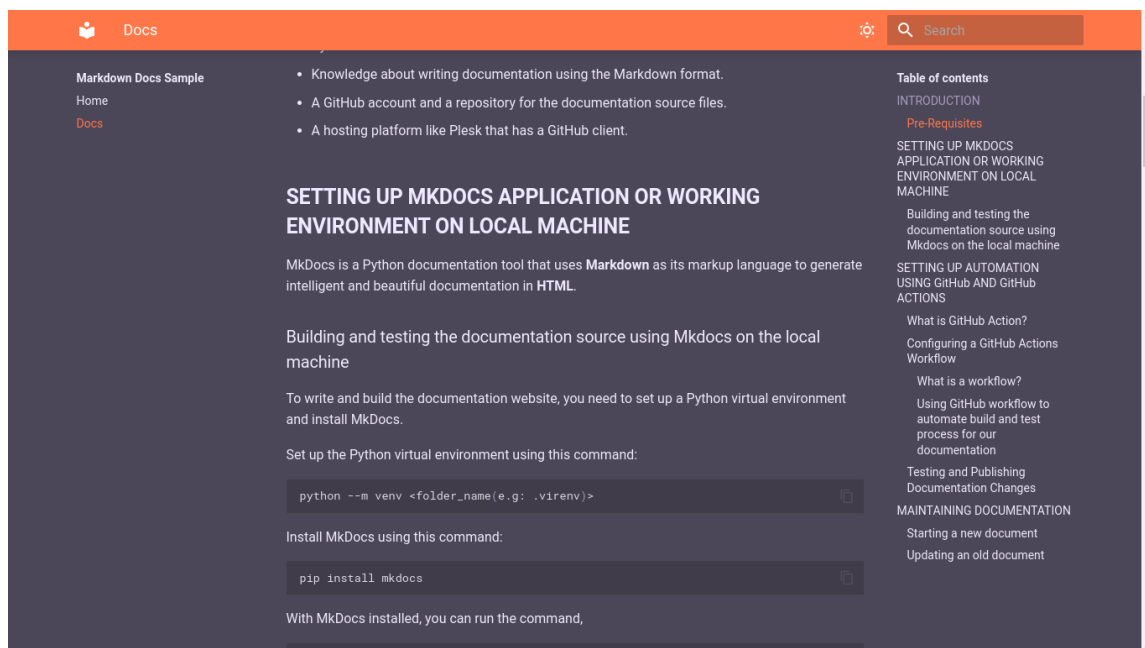 Docs
Search
Markdown Docs Sample
Home
Docs
Knowledge about writing documentation using the Markdown format.
A GitHub account and a repository for the documentation source files.
A hosting platform like Plesk that has a GitHub client.
SETTING UP MKDOCS APPLICATION OR WORKING
ENVIRONMENT ON LOCAL MACHINE
MkDocs is a Python documentation tool that uses Markdown as its markup language to generate
intelligent and beautiful documentation in HTML.
Building and testing the documentation source using Mkdocs on the local
machine
To write and build the documentation website, you need to set up a Python virtual environment
and install MkDocs.
Set up the Python virtual environment using this command:
python --m venv <folder_name(e.g: .virenv)>
Install MkDocs using this command:
pip install mkdocs
With MkDocs installed, you can run the command,
Table of contents
INTRODUCTION
Pre-Requisites
SETTING UP MKDOCS
APPLICATION OR WORKING
ENVIRONMENT ON LOCAL
MACHINE
Building and testing the
documentation source using
Mkdocs on the local machine
SETTING UP AUTOMATION
USING GitHub AND GitHub
ACTIONS
What is GitHub Action?
Configuring a GitHub Actions
Workflow
What is a workflow?
Using GitHub workflow to
automate build and test
process for our
documentation
Testing and Publishing
Documentation Changes
MAINTAINING DOCUMENTATION
Starting a new document
Updating an old document